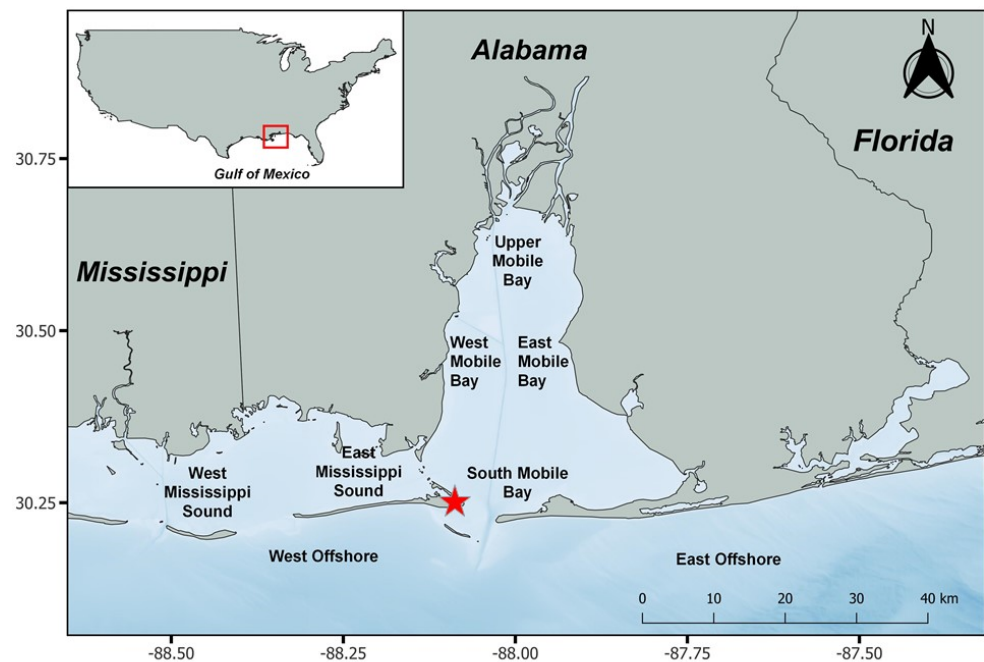 Alabama
N
Florida
Gulf of Mexico
30.75
Mississippi
Upper
Mobile
Bay
30.50
West
Mobile
Bay
East
Mobile
Bay
East
Mississippi
Sound
West
Mississippi
Sound
South Mobile
Bay
30.25
West Offshore
East Offshore
0 10 20 30 40 km
-88.50 -88.25 -88.00 -87.75 -87.50